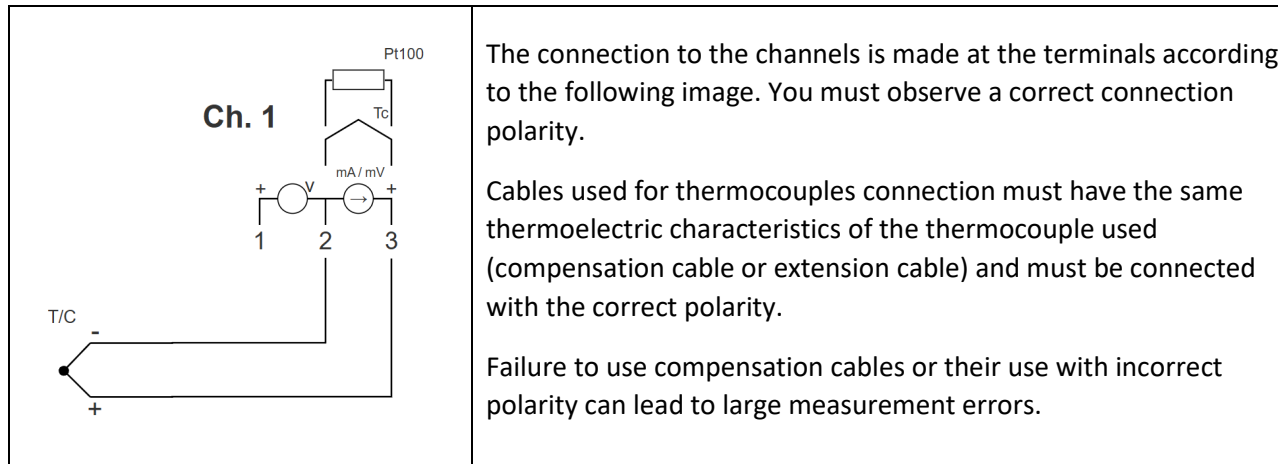 Pt100
Ch. 1
Tc
mA / mV
+ V +
1 2 3
T/C
-
+
The connection to the channels is made at the terminals according
to the following image. You must observe a correct connection
polarity.
Cables used for thermocouples connection must have the same
thermoelectric characteristics of the thermocouple used
(compensation cable or extension cable) and must be connected
with the correct polarity.
Failure to use compensation cables or their use with incorrect
polarity can lead to large measurement errors.